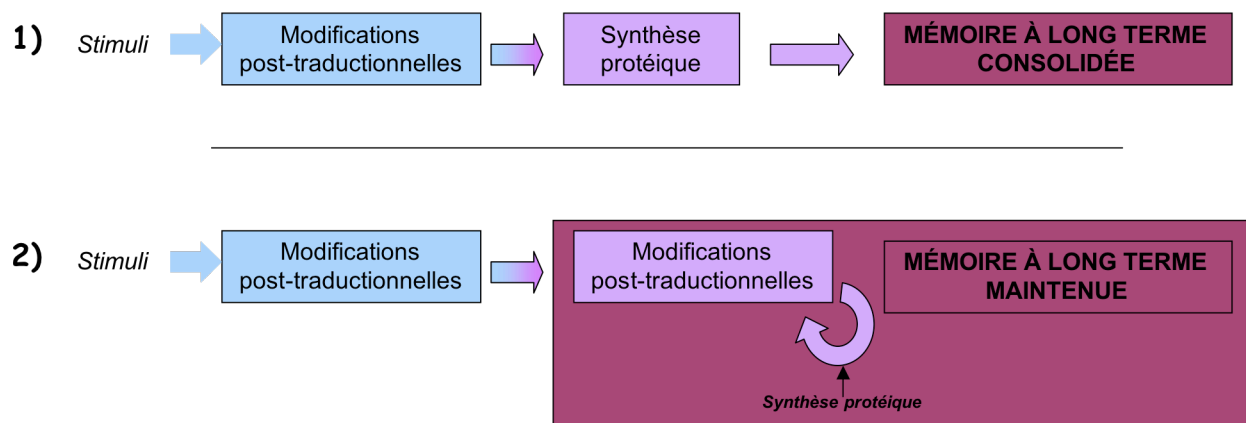 1)
Stimuli
Modifications
post-traductionnelles
Synthèse
protéique
MÉMOIRE À LONG TERME
CONSOLIDÉE
2)
Stimuli
Modifications
post-traductionnelles
Modifications
post-traductionnelles
MÉMOIRE À LONG TERME
MAINTENUE
Synthèse protéique